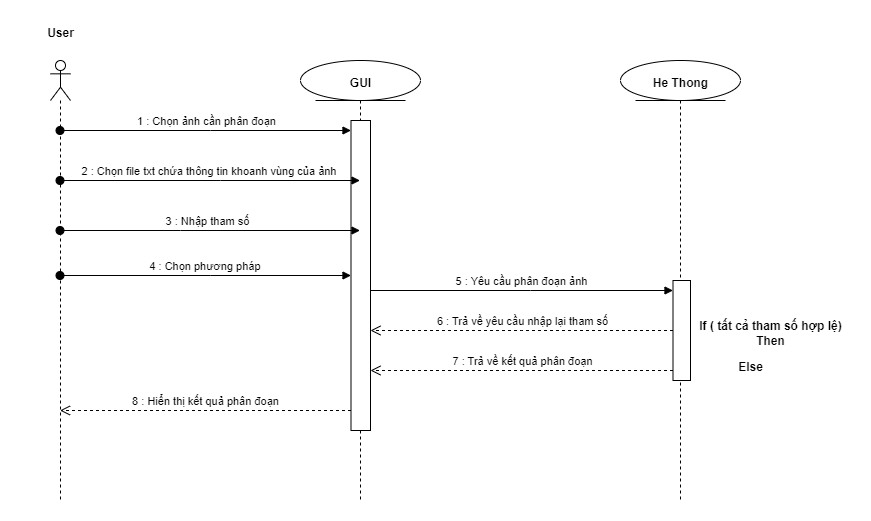 User
GUI
He Thong
1 : Chọn ảnh cần phân đoạn
2 : Chọn file txt chứa thông tin khoanh vùng của ảnh
3 : Nhập tham số
4 : Chọn phương pháp
5 : Yêu cầu phân đoạn ảnh
6 : Trả về yêu cầu nhập lại tham số
If ( tất cả tham số hợp lệ)
Then
7 : Trả về kết quả phân đoạn
Else
8 : Hiển thị kết quả phân đoạn